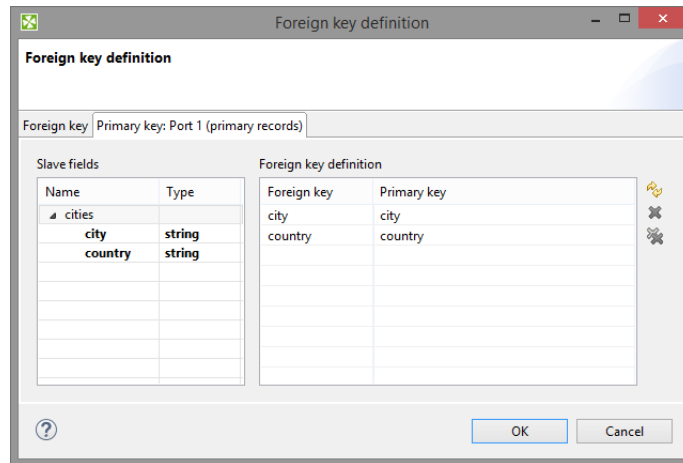 Foreign key definition
Foreign key definition
Foreign key Primary key: Port 1 (primary records)
Slave fields Foreign key definition
Name Type Foreign key Primary key
cities city city
city string country country
country string
? OK Cancel